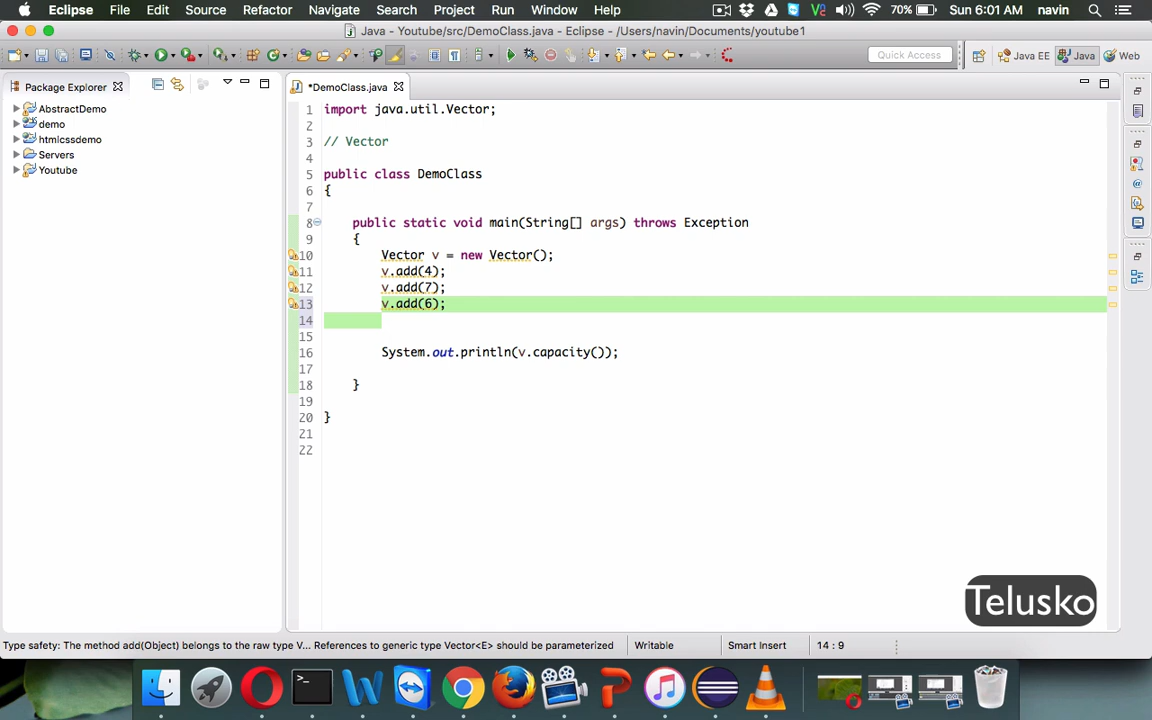 Eclipse File Edit Source Refactor Navigate Search Project Run Window Help 70% Sun 6:01 AM navin
Java - Youtube/src/DemoClass.java - Eclipse - /Users/navin/Documents/youtube1
Quick Access Java EE Java Web
Package Explorer
AbstractDemo
demo
htmlcssdemo
Servers
Youtube
*DemoClass.java
1 import java.util.Vector;
2
3 // Vector
4
5 public class DemoClass
6 {
7
8 public static void main(String[] args) throws Exception
9 {
10 Vector v = new Vector();
11 v.add(4);
12 v.add(7);
13 v.add(6);
14
15
16 System.out.println(v.capacity());
17
18 }
19
20 }
21
22
Telusko
Type safety: The method add(Object) belongs to the raw type V... References to generic type Vector<E> should be parameterized Writable Smart Insert 14 : 9